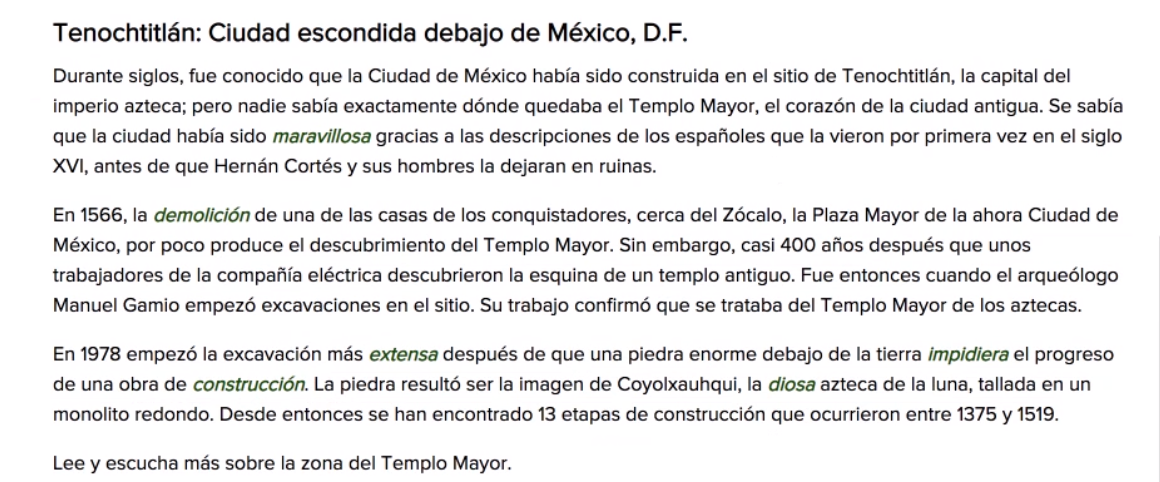 Tenochtitlán: Ciudad escondida debajo de México, D.F.
Durante siglos, fue conocido que la Ciudad de México había sido construida en el sitio de Tenochtitlán, la capital del
imperio azteca; pero nadie sabía exactamente dónde quedaba el Templo Mayor, el corazón de la ciudad antigua. Se sabía
que la ciudad había sido maravillosa gracias a las descripciones de los españoles que la vieron por primera vez en el siglo
XVI, antes de que Hernán Cortés y sus hombres la dejaran en ruinas.
En 1566, la demolición de una de las casas de los conquistadores, cerca del Zócalo, la Plaza Mayor de la ahora Ciudad de
México, por poco produce el descubrimiento del Templo Mayor. Sin embargo, casi 400 años después que unos
trabajadores de la compañía eléctrica descubrieron la esquina de un templo antiguo. Fue entonces cuando el arqueólogo
Manuel Gamio empezó excavaciones en el sitio. Su trabajo confirmó que se trataba del Templo Mayor de los aztecas.
En 1978 empezó la excavación más extensa después de que una piedra enorme debajo de la tierra impidiera el progreso
de una obra de construcción. La piedra resultó ser la imagen de Coyolxauhqui, la diosa azteca de la luna, tallada en un
monolito redondo. Desde entonces se han encontrado 13 etapas de construcción que ocurrieron entre 1375 y 1519.
Lee y escucha más sobre la zona del Templo Mayor.